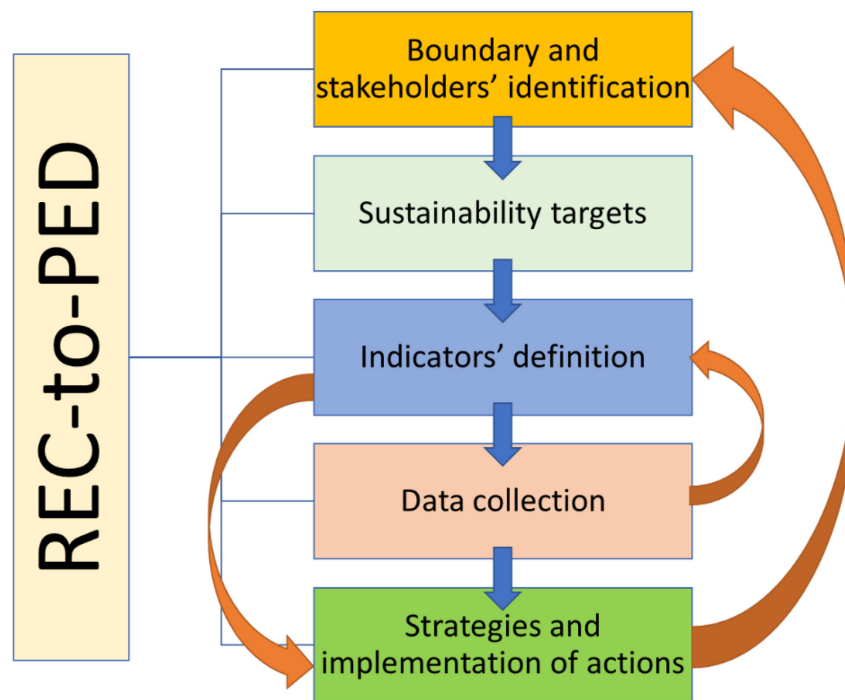 REC-to-PED
Boundary and
stakeholders’ identification
Sustainability targets
Indicators’ definition
Data collection
Strategies and
implementation of actions